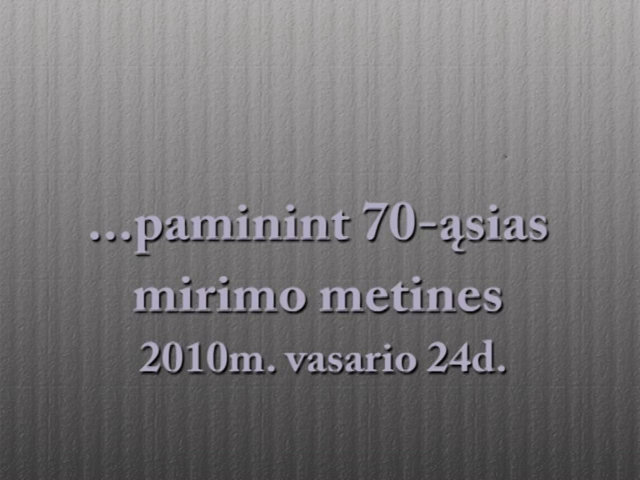 ...paminint 70-ąsias
mirimo metines
2010m. vasario 24d.